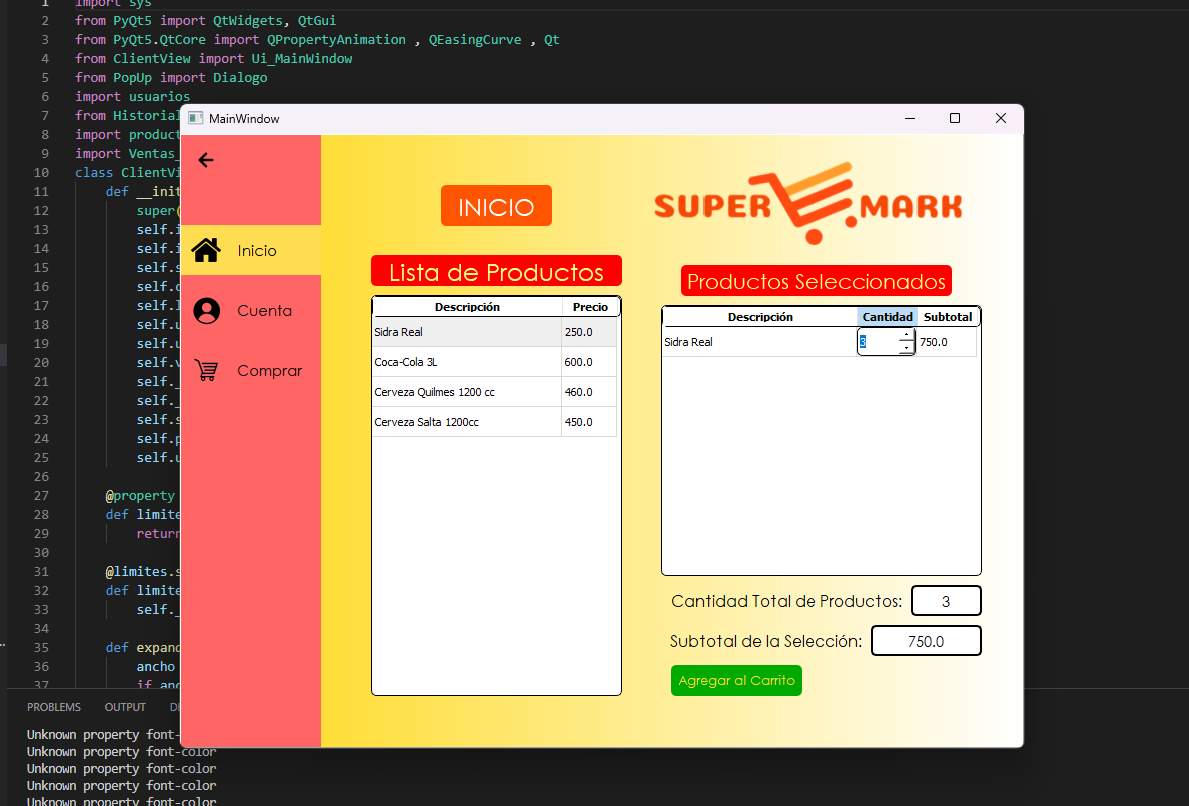 1 import sys
2 from PyQt5 import QtWidgets, QtGui
3 from PyQt5.QtCore import QPropertyAnimation , QEasingCurve , Qt
4 from ClientView import Ui_MainWindow
5 from PopUp import Dialogo
6 import usuarios
7 from Historial
8 import product
9 import Ventas_
10 class ClientVi
11 def __init
12 super(
13 self.i
14 self.i
15 self.s
16 self.c
17 self.l
18 self.u
19 self.u
20 self.v
21 self._
22 self._
23 self.s
24 self.p
25 self.u
26
27 @property
28 def limite
29 return
30
31 @limites.s
32 def limite
33 self._
34
35 def expand
36 ancho
37 if anc
PROBLEMS OUTPUT DE
Unknown property font-
Unknown property font-color
Unknown property font-color
Unknown property font-color
Unknown property font-color
MainWindow
Inicio
Cuenta
Comprar
INICIO
SUPER MARK
Lista de Productos
Descripción Precio
Sidra Real 250.0
Coca-Cola 3L 600.0
Cerveza Quilmes 1200 cc 460.0
Cerveza Salta 1200cc 450.0
Productos Seleccionados
Descripción Cantidad Subtotal
Sidra Real 3 750.0
Cantidad Total de Productos: 3
Subtotal de la Selección: 750.0
Agregar al Carrito